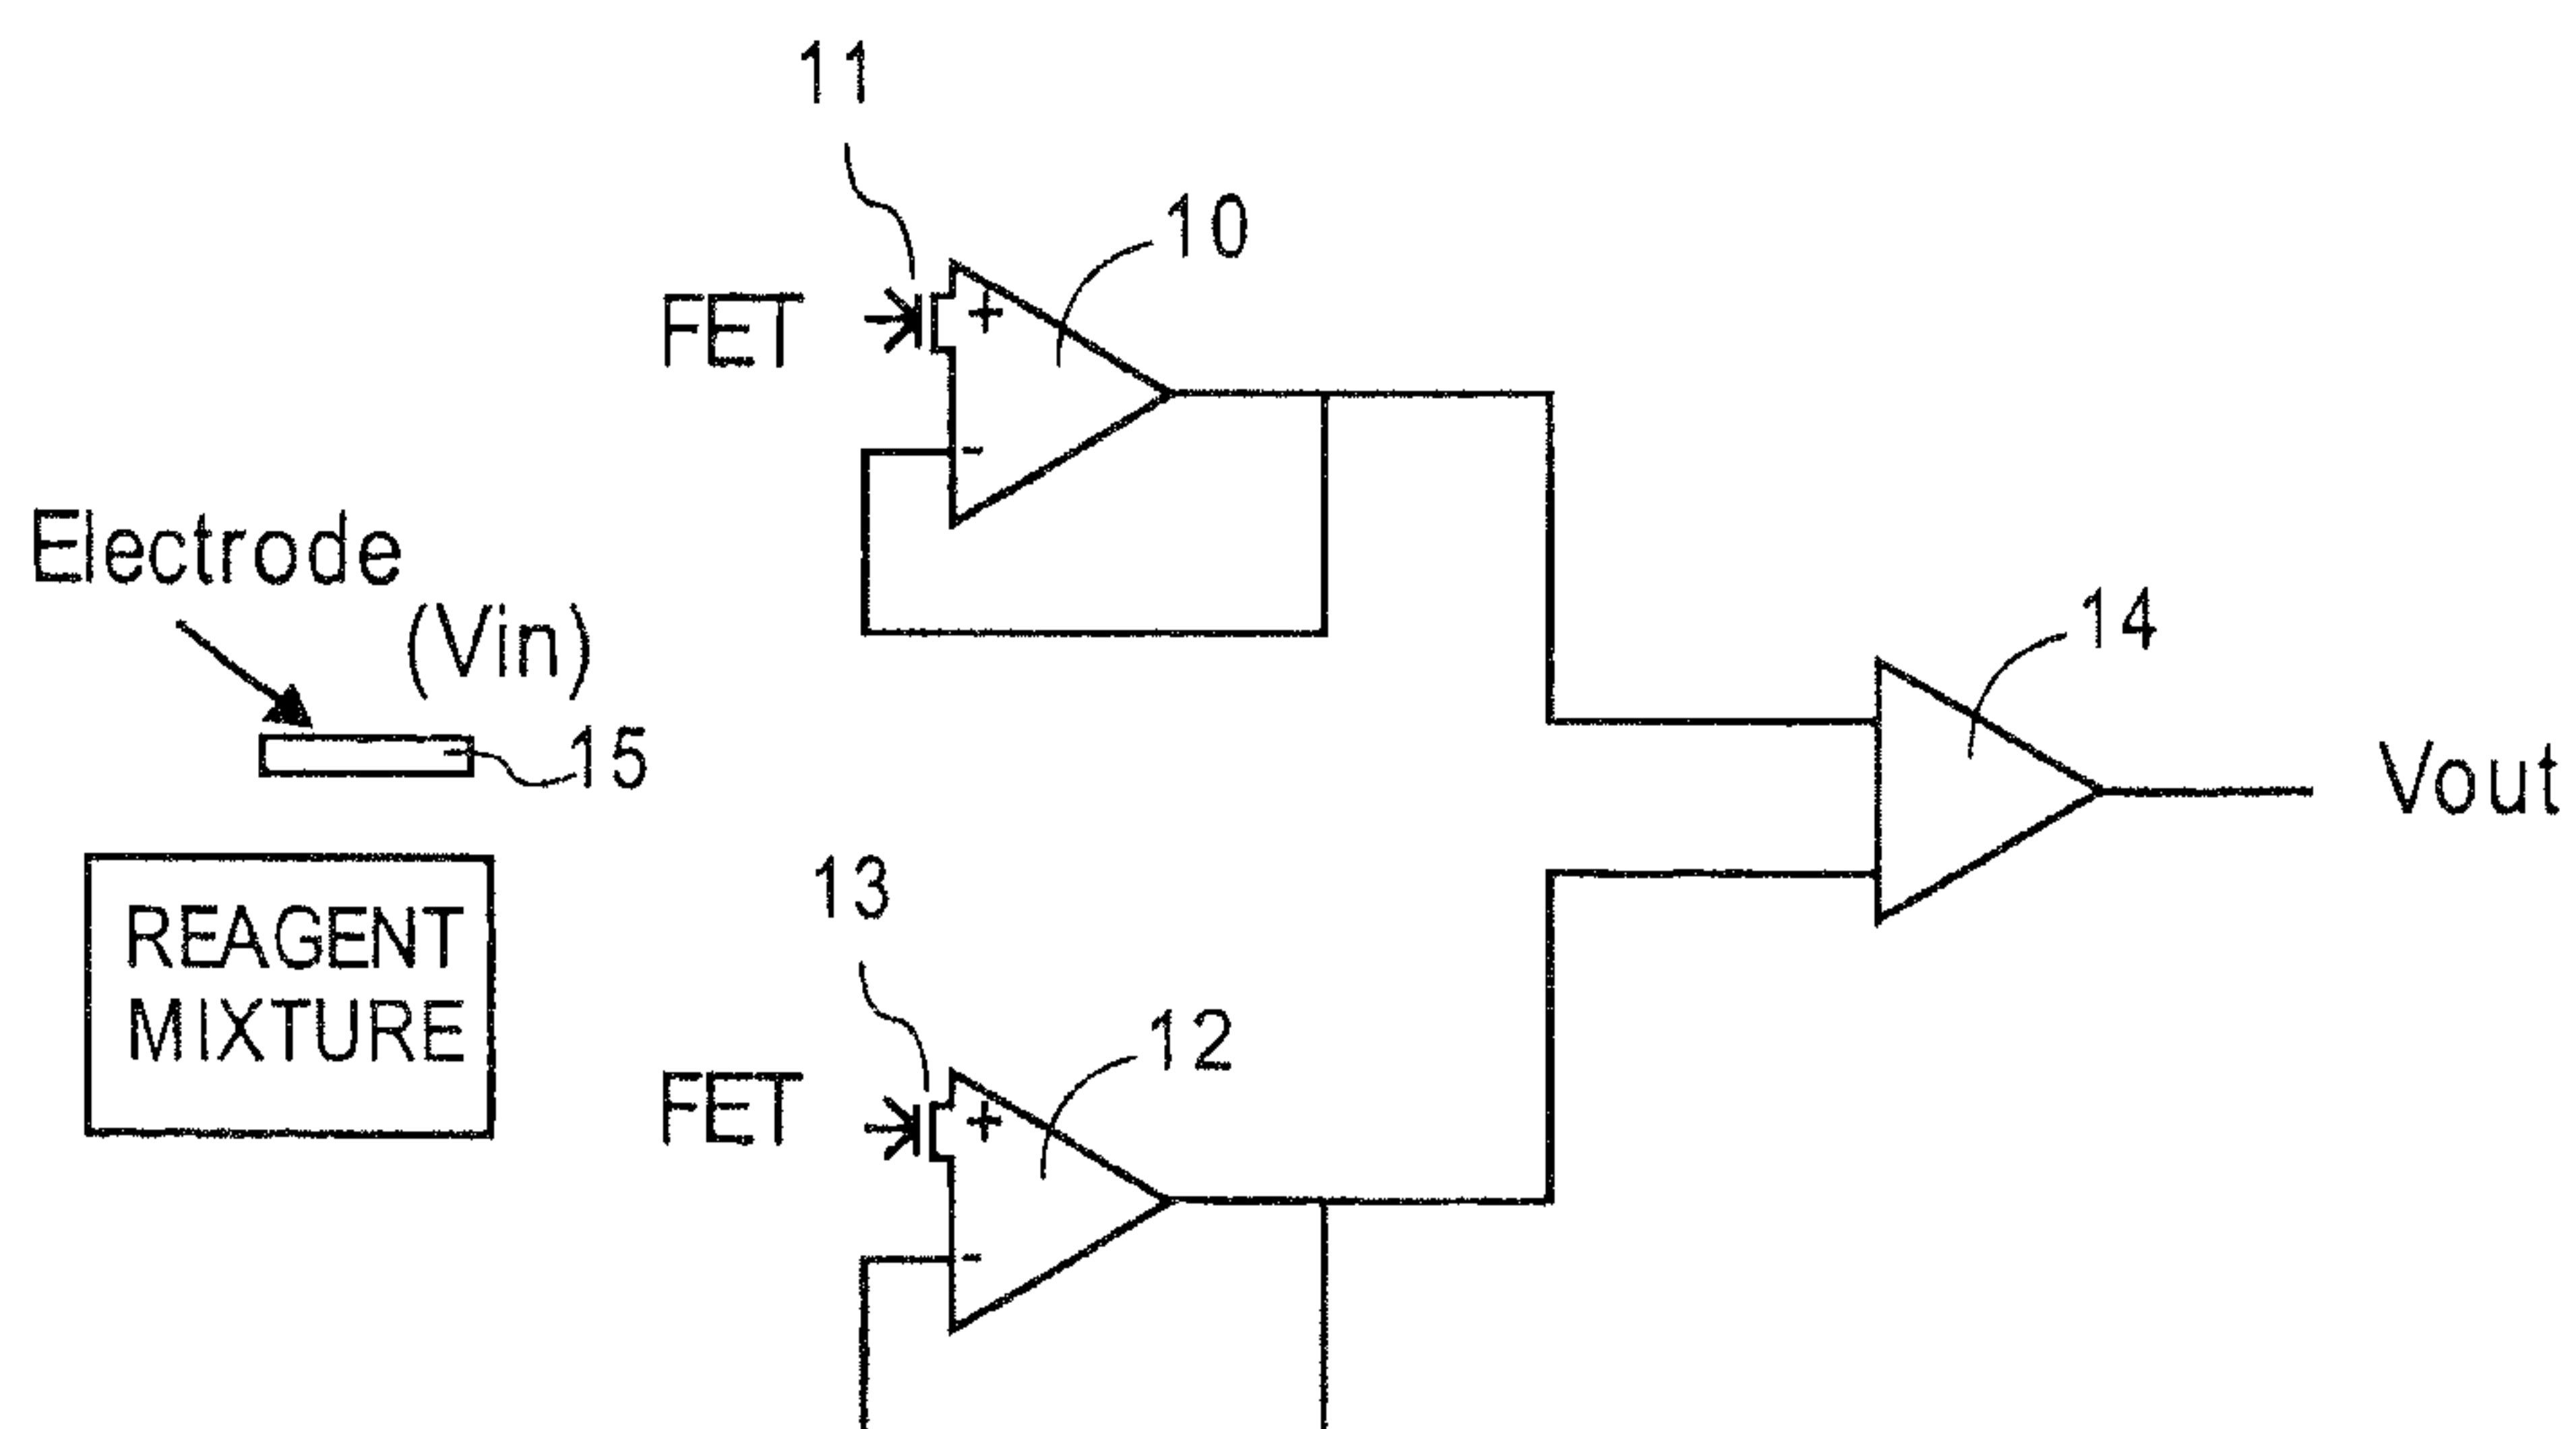 11
10
FET
+
-
Electrode
(Vin)
14
15
Vout
13
REAGENT
MIXTURE
12
FET
+
-